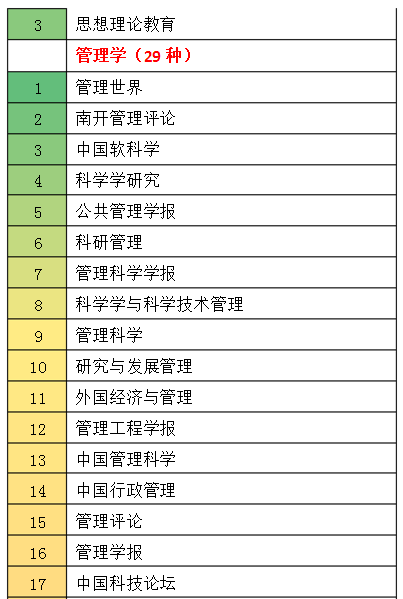 3 思想理论教育
管理学（29 种）
1 管理世界
2 南开管理评论
3 中国软科学
4 科学学研究
5 公共管理学报
6 科研管理
7 管理科学学报
8 科学学与科学技术管理
9 管理科学
10 研究与发展管理
11 外国经济与管理
12 管理工程学报
13 中国管理科学
14 中国行政管理
15 管理评论
16 管理学报
17 中国科技论坛